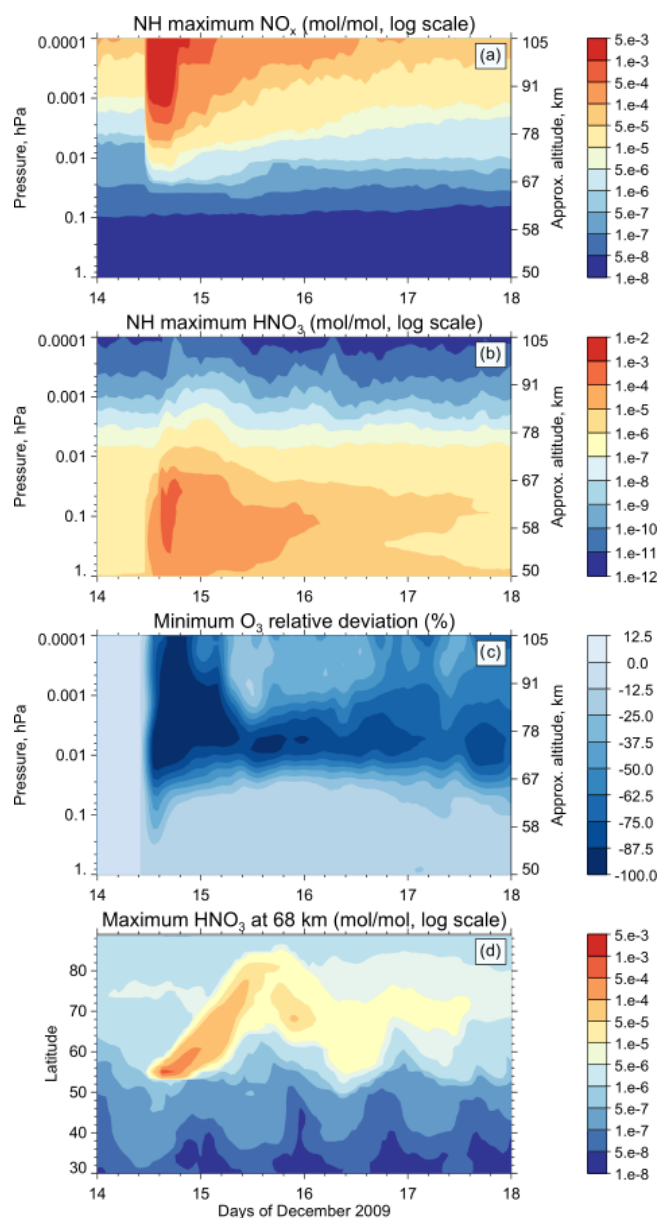 NH maximum NOx (mol/mol, log scale)
(a)
Pressure, hPa
0.0001
0.001
0.01
0.1
1.
Approx. altitude, km
105
91
78
67
58
50
14 15 16 17 18
5.e-3
1.e-3
5.e-4
1.e-4
5.e-5
1.e-5
5.e-6
1.e-6
5.e-7
1.e-7
5.e-8
1.e-8
NH maximum HNO3 (mol/mol, log scale)
(b)
Pressure, hPa
0.0001
0.001
0.01
0.1
1.
Approx. altitude, km
105
91
78
67
58
50
14 15 16 17 18
1.e-2
1.e-3
1.e-4
1.e-5
1.e-6
1.e-7
1.e-8
1.e-9
1.e-10
1.e-11
1.e-12
Minimum O3 relative deviation (%)
(c)
Pressure, hPa
0.0001
0.001
0.01
0.1
1.
Approx. altitude, km
105
91
78
67
58
50
14 15 16 17 18
12.5
0.0
-12.5
-25.0
-37.5
-50.0
-62.5
-75.0
-87.5
-100.0
Maximum HNO3 at 68 km (mol/mol, log scale)
(d)
Latitude
80
70
60
50
40
30
14 15 16 17 18
Days of December 2009
5.e-3
1.e-3
5.e-4
1.e-4
5.e-5
1.e-5
5.e-6
1.e-6
5.e-7
1.e-7
5.e-8
1.e-8